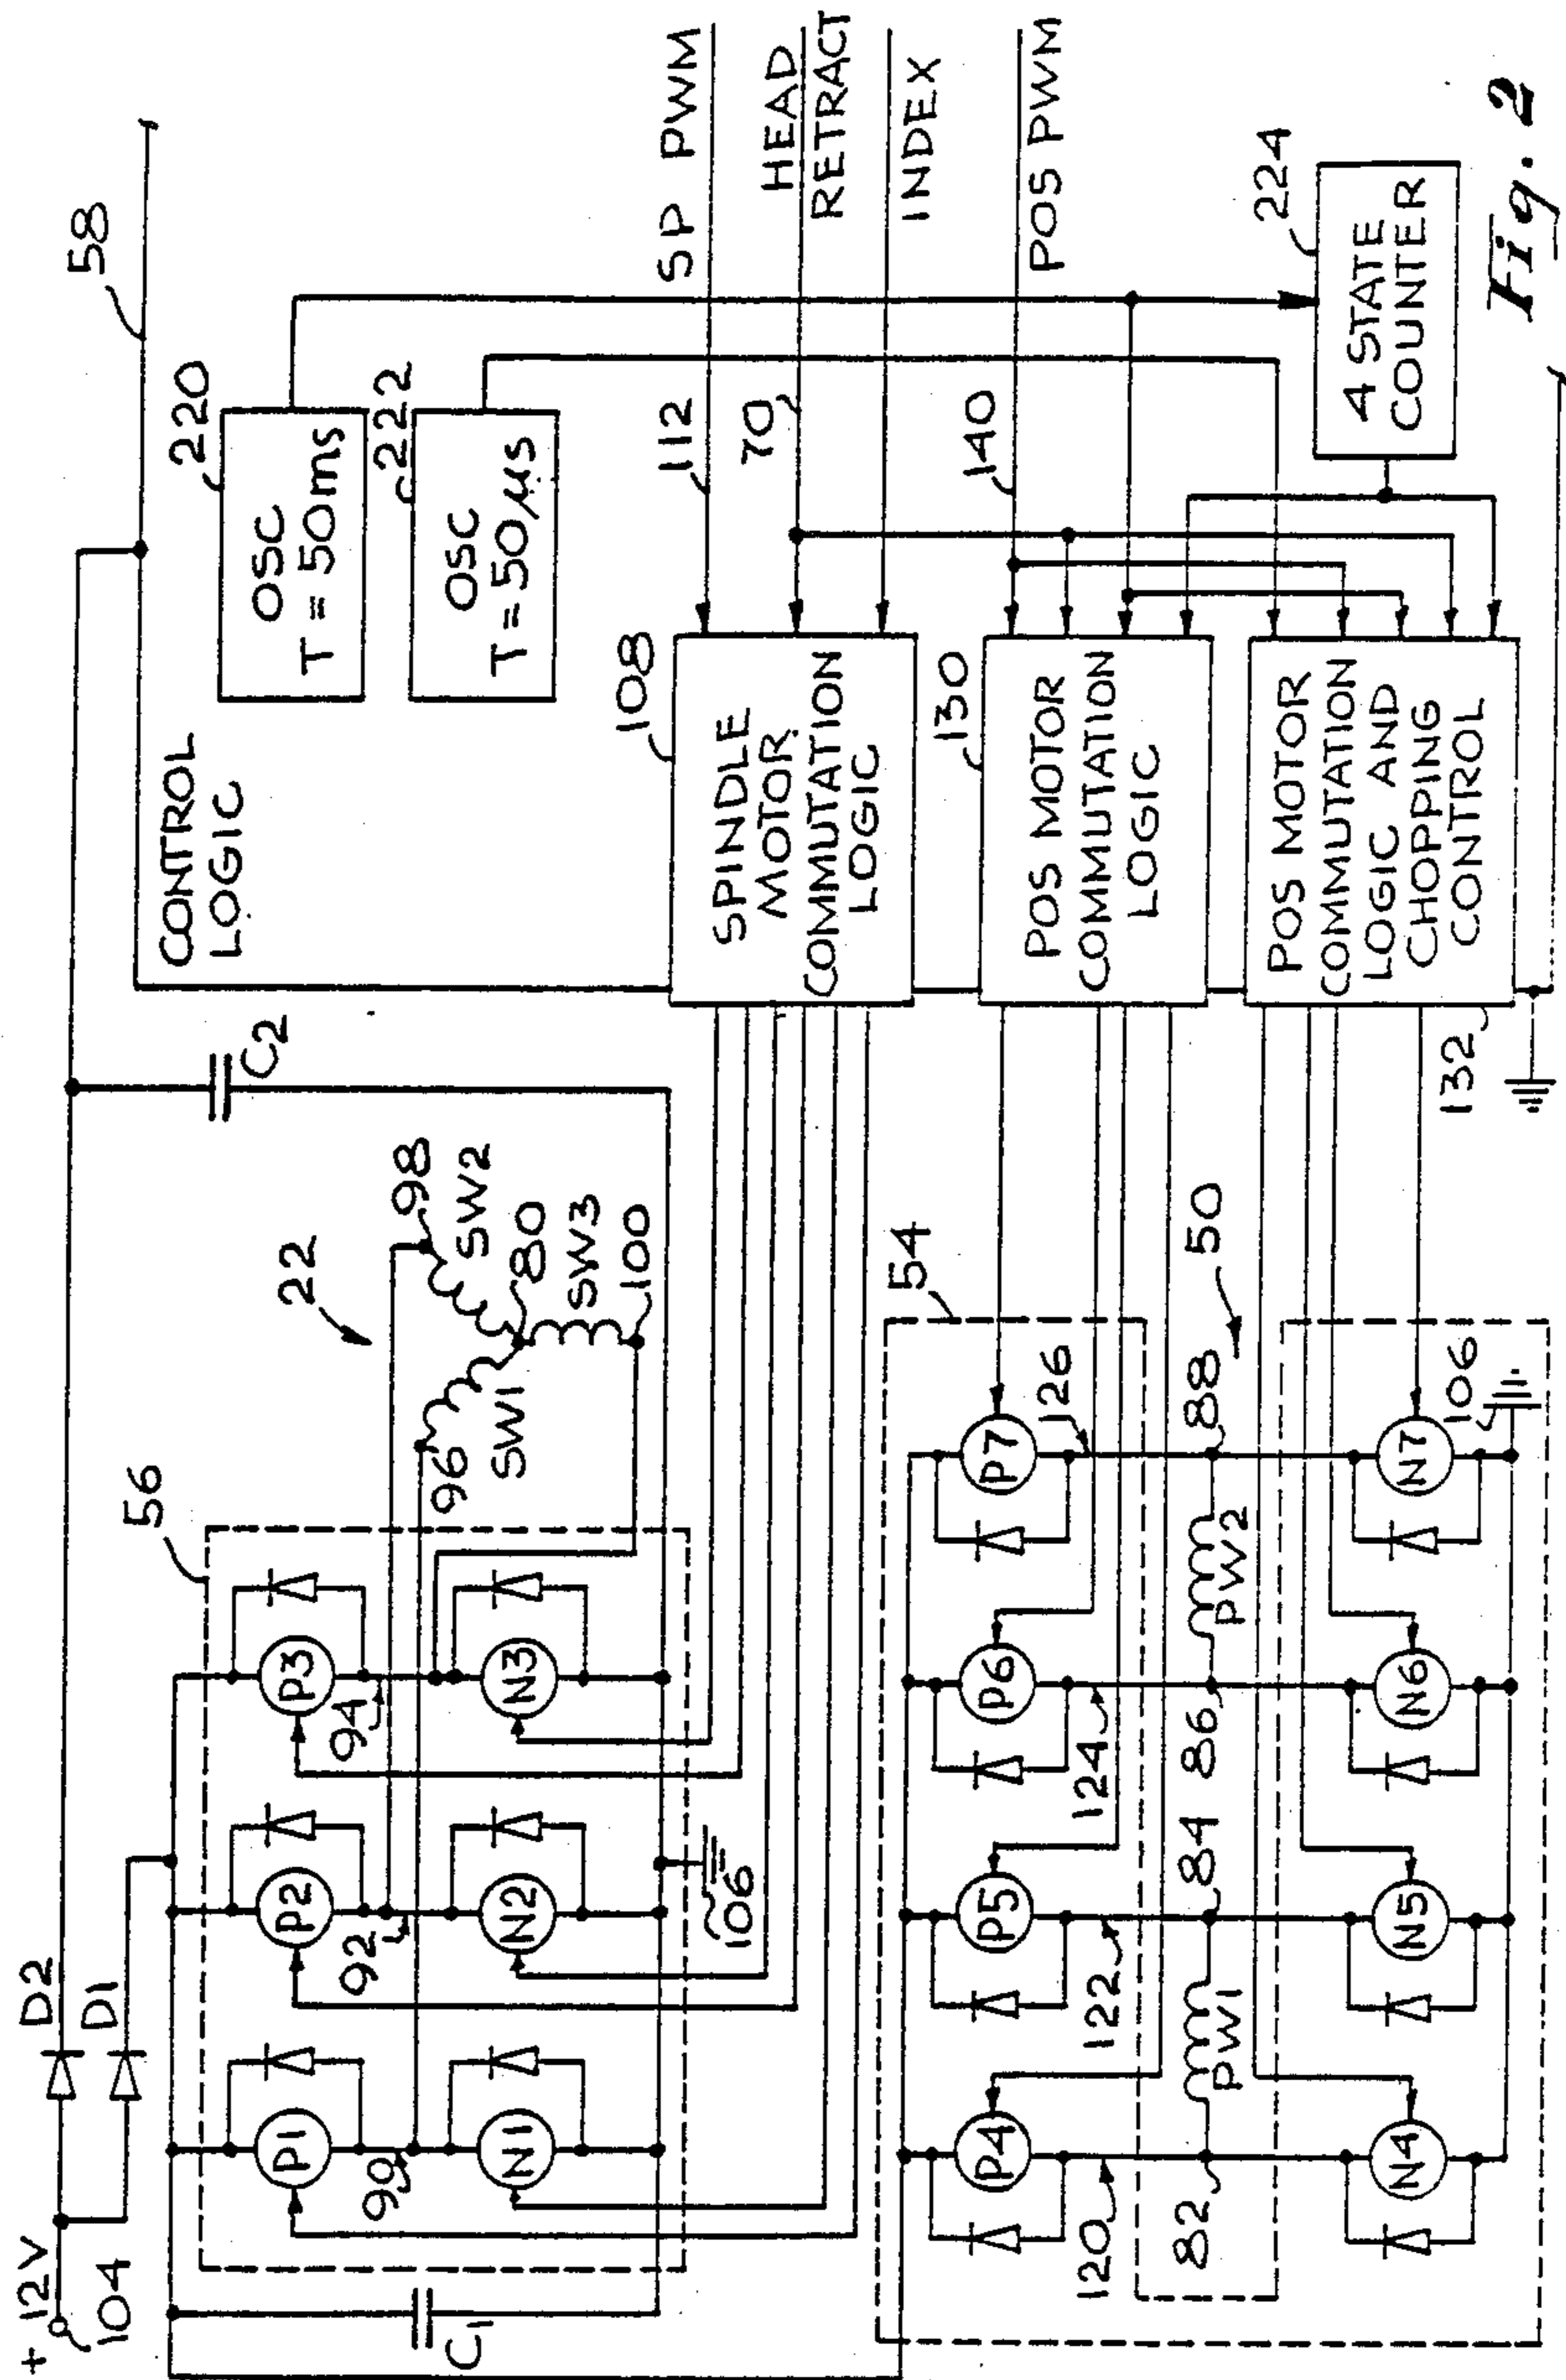 + 12V
104
D2
D1
58
C2
C1
56
P1
P2
P3
90
92
94
N1
N2
N3
106
22
96
SW1
98
SW2
80
SW3
100
CONTROL
LOGIC
OSC
T = 50ms
220
OSC
T = 50µs
222
108
SPINDLE
MOTOR
COMMUTATION
LOGIC
112
SP PWM
70
HEAD
RETRACT
INDEX
130
POS MOTOR
COMMUTATION
LOGIC
140
POS PWM
POS MOTOR
COMMUTATION
LOGIC AND
CHOPPING
CONTROL
132
4 STATE
COUNTER
224
54
P4
P5
P6
P7
120
122
124
126
82
PW1
84
86
PW2
88
50
N4
N5
N6
N7
106
Fig. 2